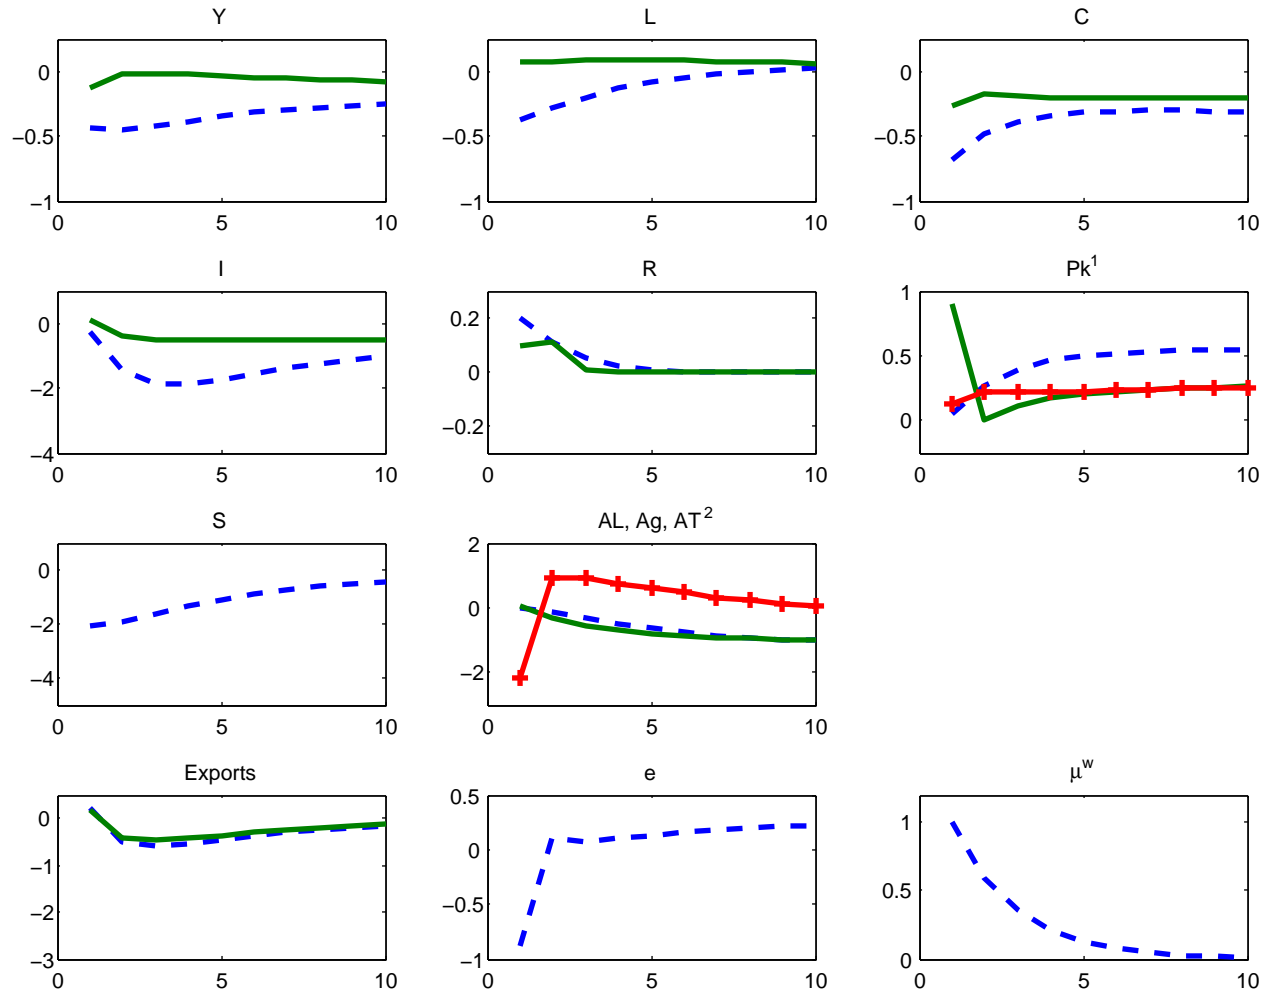 Y L C
0 0 0
−0.5 −0.5 −0.5
−1 −1 −1
0 5 10 0 5 10 0 5 10
I R Pk¹
0 0.2 1
−2 0 0.5
−4 −0.2 0
0 5 10 0 5 10 0 5 10
S AL, Ag, AT²
0 2
−2 0
−4 −2
0 5 10 0 5 10
Exports e μʷ
0 0.5 1
−1 0 0.5
−2 −0.5
−3 −1 0
0 5 10 0 5 10 0 5 10